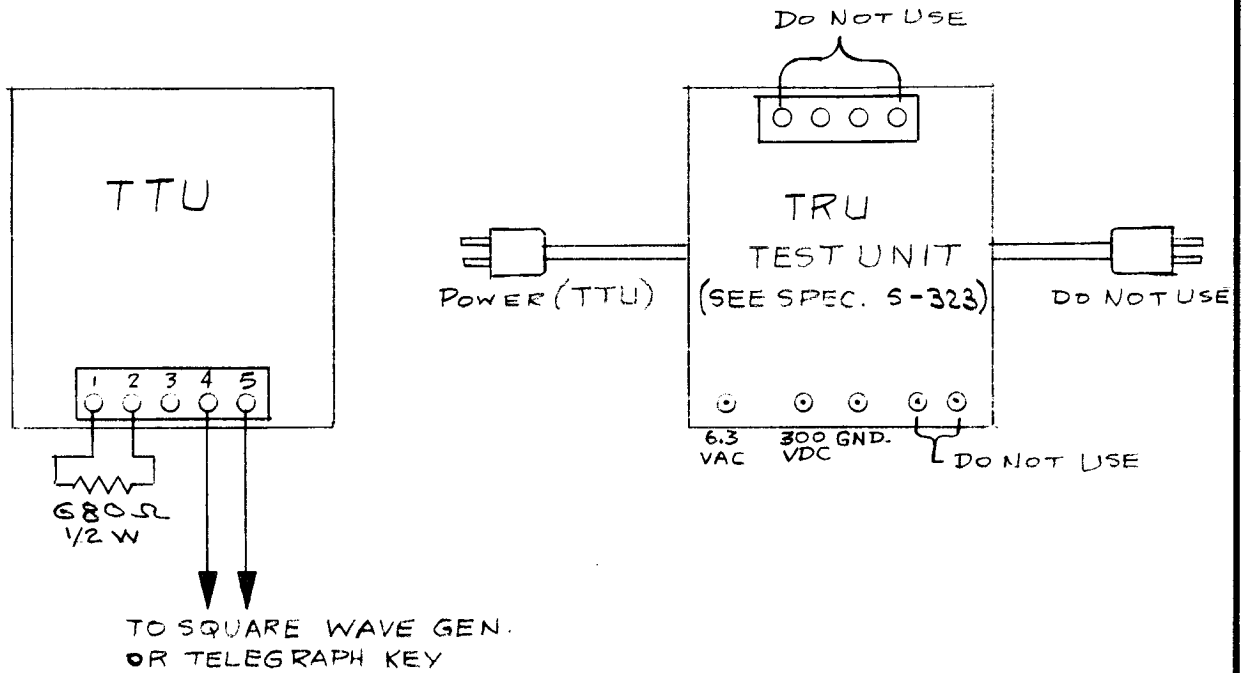 DO NOT USE
TTU
TRU
TEST UNIT
(SEE SPEC. S-323)
POWER (TTU)
DO NOT USE
1 2 3 4 5
6.3
VAC
300
VDC
GND.
DO NOT USE
680Ω
1/2 W
TO SQUARE WAVE GEN.
OR TELEGRAPH KEY